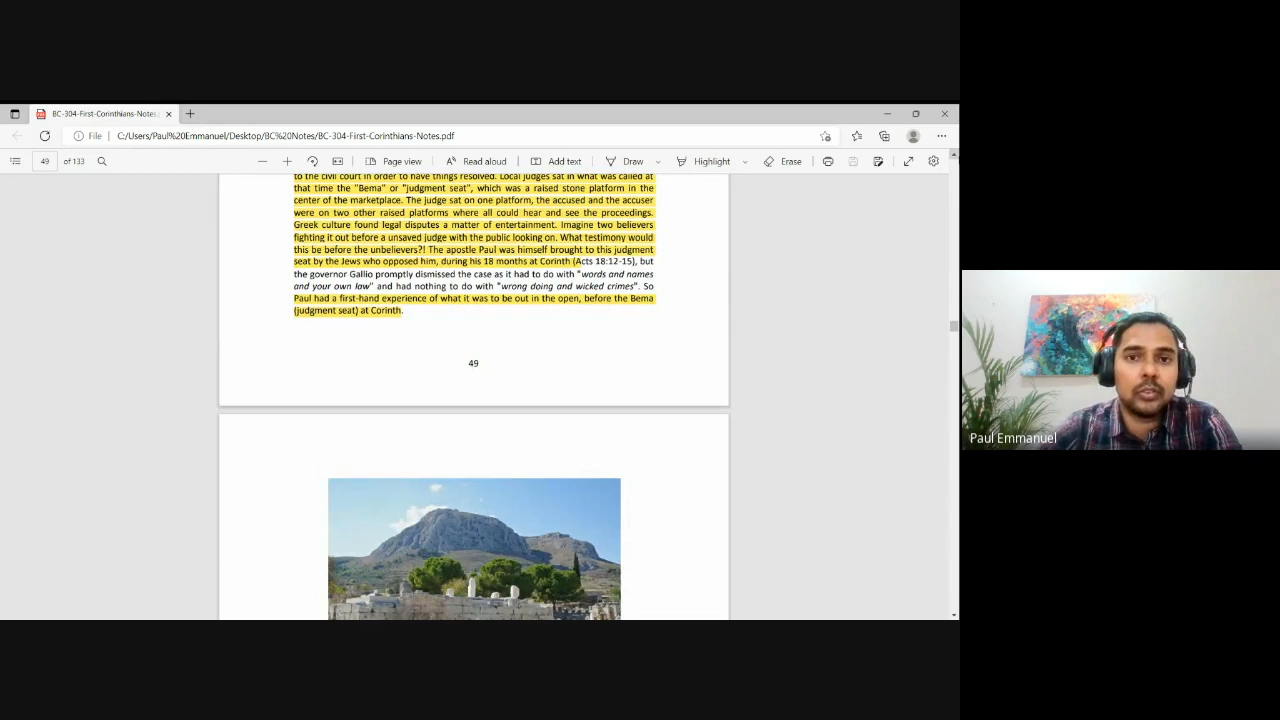 BC-304-First-Corinthians-Notes.
File
C:/Users/Paul%20Emmanuel/Desktop/BC%20Notes/BC-304-First-Corinthians-Notes.pdf
49 of 133
Page view
Read aloud
Add text
Draw
Highlight
Erase
to the civil court in order to have things resolved. Local judges sat in what was called at
that time the "Bema" or "judgment seat", which was a raised stone platform in the
center of the marketplace. The judge sat on one platform, the accused and the accuser
were on two other raised platforms where all could hear and see the proceedings.
Greek culture found legal disputes a matter of entertainment. Imagine two believers
fighting it out before a unsaved judge with the public looking on. What testimony would
this be before the unbelievers?! The apostle Paul was himself brought to this judgment
seat by the Jews who opposed him, during his 18 months at Corinth (Acts 18:12-15), but
the governor Gallio promptly dismissed the case as it had to do with "words and names
and your own law" and had nothing to do with "wrong doing and wicked crimes". So
Paul had a first-hand experience of what it was to be out in the open, before the Bema
(judgment seat) at Corinth.
49
Paul Emmanuel